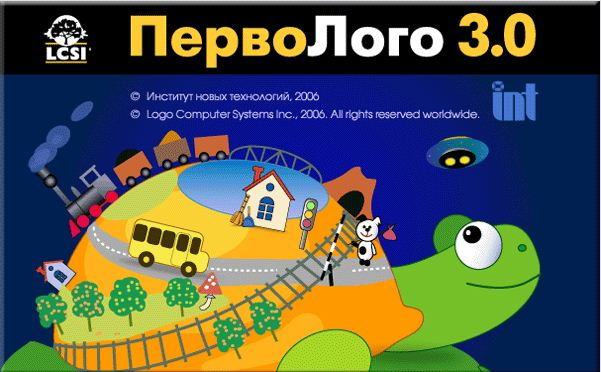 ПервоЛого 3.0
LCSI
© Институт новых технологий, 2006
© Logo Computer Systems Inc., 2006. All rights reserved worldwide.
int